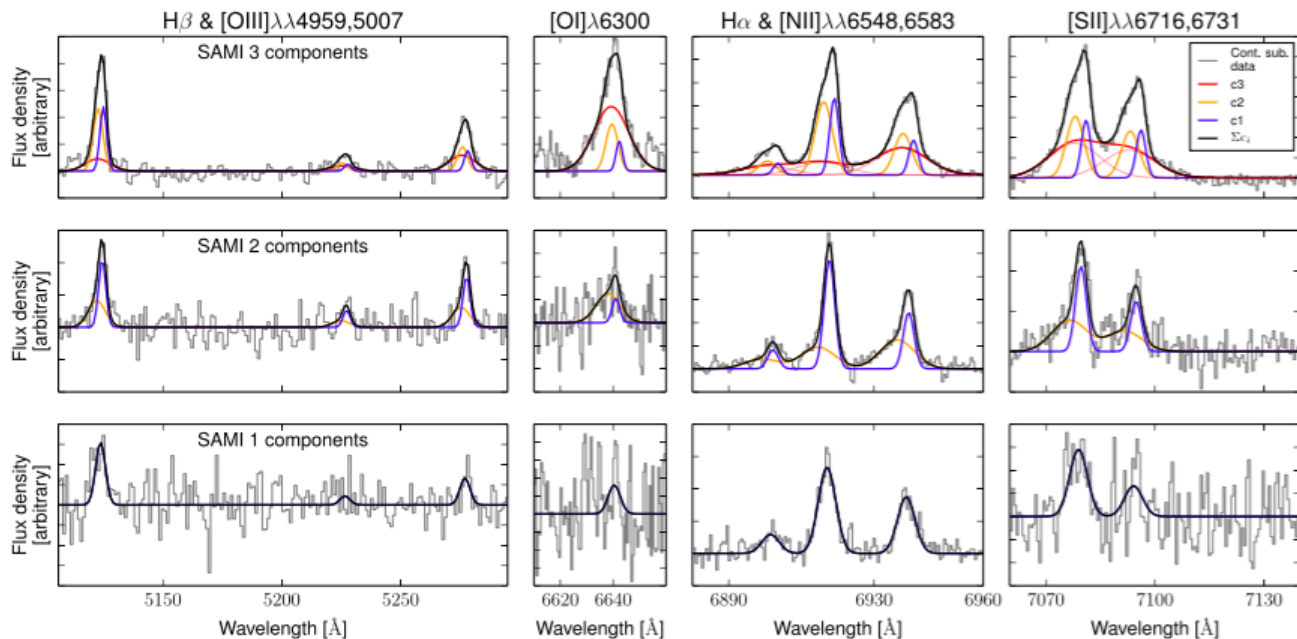 Hβ & [OIII]λλ4959,5007
[OI]λ6300
Hα & [NII]λλ6548,6583
[SII]λλ6716,6731
SAMI 3 components
Cont. sub.
data
c3
c2
c1
Σcᵢ
Flux density
[arbitrary]
SAMI 2 components
Flux density
[arbitrary]
SAMI 1 components
Flux density
[arbitrary]
5150 5200 5250
6620 6640
6890 6930 6960
7070 7100 7130
Wavelength [Å]
Wavelength [Å]
Wavelength [Å]
Wavelength [Å]